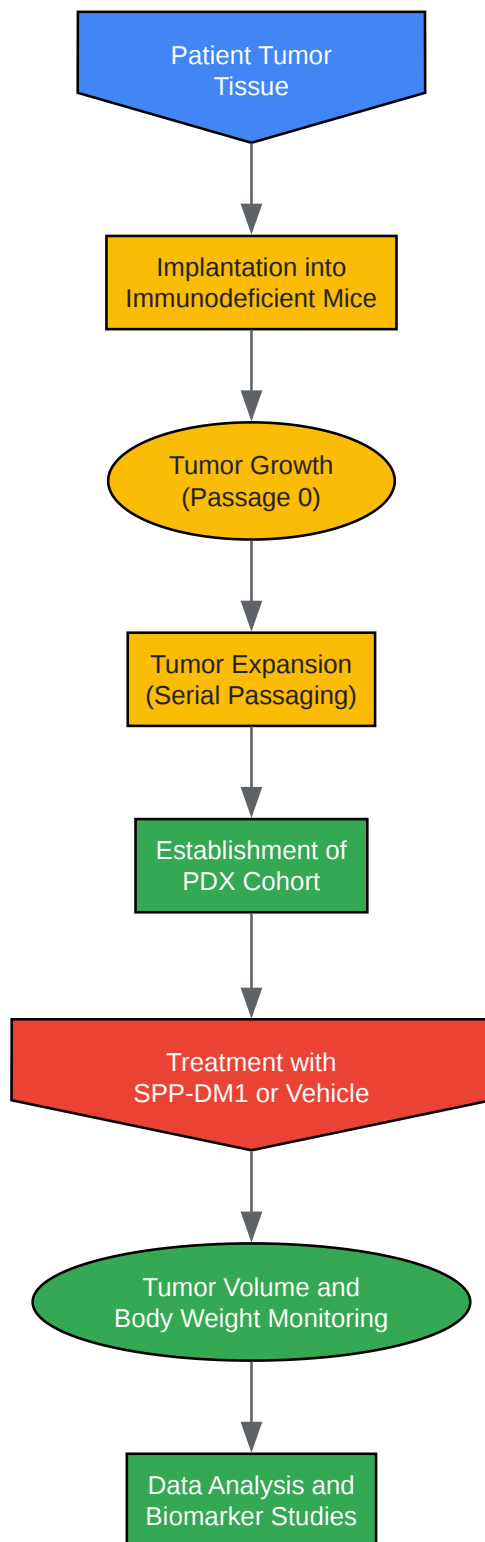 Patient Tumor
Tissue
Implantation into
Immunodeficient Mice
Tumor Growth
(Passage 0)
Tumor Expansion
(Serial Passaging)
Establishment of
PDX Cohort
Treatment with
SPP-DM1 or Vehicle
Tumor Volume and
Body Weight Monitoring
Data Analysis and
Biomarker Studies